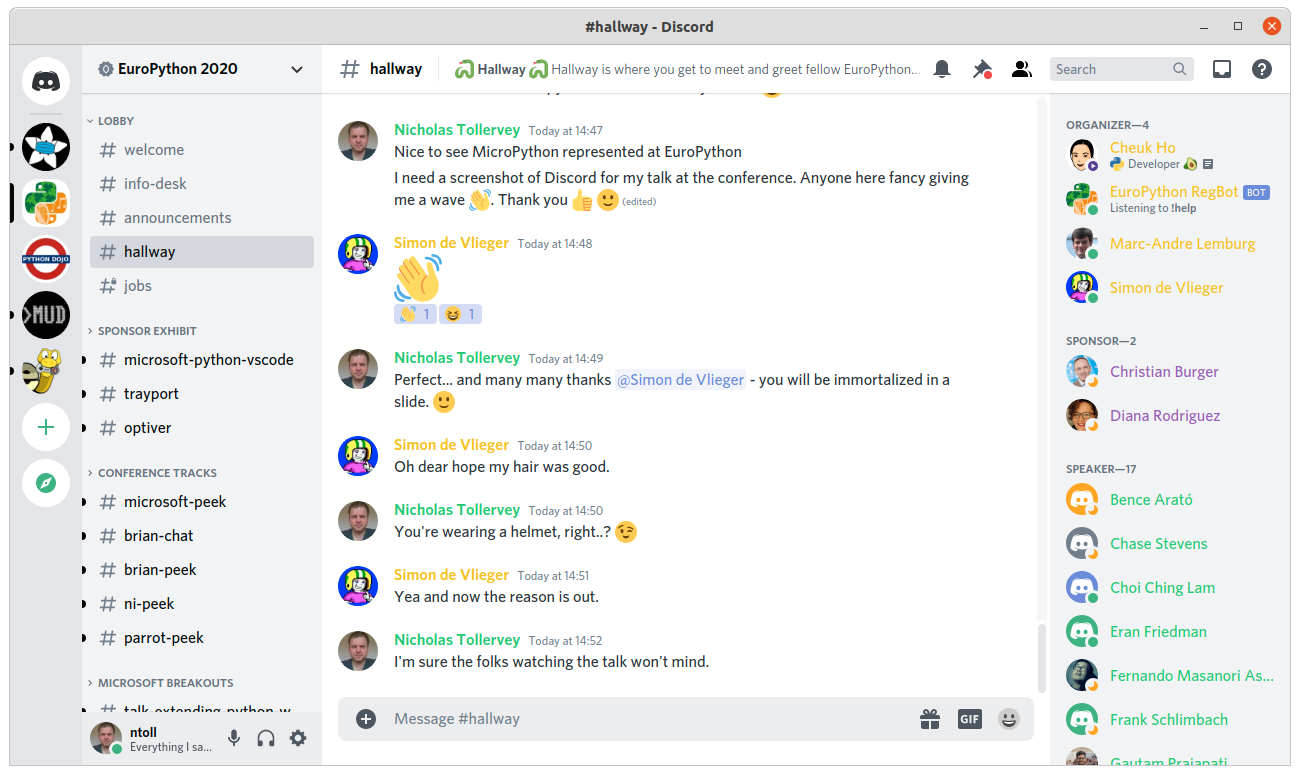 #hallway - Discord
EuroPython 2020
LOBBY
# welcome
# info-desk
# announcements
# hallway
# jobs
SPONSOR EXHIBIT
# microsoft-python-vscode
# trayport
# optiver
CONFERENCE TRACKS
# microsoft-peek
# brian-chat
# brian-peek
# ni-peek
# parrot-peek
MICROSOFT BREAKOUTS
# talk-extending-python-w
ntoll
Everything I sa...
PYTHON DOJO
>MUD
# hallway
Hallway Hallway is where you get to meet and greet fellow EuroPython...
Search
Nicholas Tollervey Today at 14:47
Nice to see MicroPython represented at EuroPython
I need a screenshot of Discord for my talk at the conference. Anyone here fancy giving
me a wave 👋. Thank you 👍 🙂 (edited)
Simon de Vlieger Today at 14:48
👋
👋 1 😆 1
Nicholas Tollervey Today at 14:49
Perfect... and many many thanks @Simon de Vlieger - you will be immortalized in a
slide. 🙂
Simon de Vlieger Today at 14:50
Oh dear hope my hair was good.
Nicholas Tollervey Today at 14:50
You're wearing a helmet, right..? 😉
Simon de Vlieger Today at 14:51
Yea and now the reason is out.
Nicholas Tollervey Today at 14:52
I'm sure the folks watching the talk won't mind.
Message #hallway
GIF
ORGANIZER—4
Cheuk Ho
Developer
EuroPython RegBot BOT
Listening to !help
Marc-Andre Lemburg
Simon de Vlieger
SPONSOR—2
Christian Burger
Diana Rodriguez
SPEAKER—17
Bence Arató
Chase Stevens
Choi Ching Lam
Eran Friedman
Fernando Masanori As...
Frank Schlimbach
Gautam Prajapati